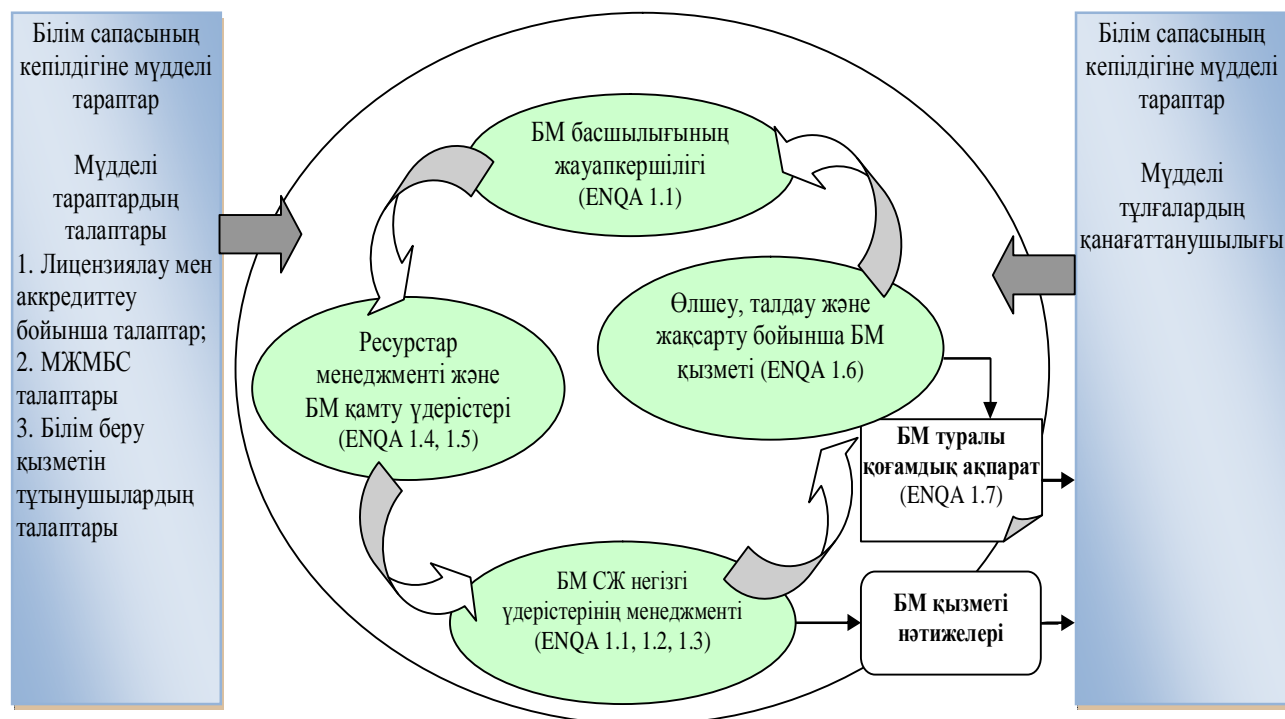 Білім сапасының
кепілдігіне мүдделі
тараптар
Мүдделі
тараптардың
талаптары
1. Лицензиялау мен
аккредиттеу
бойынша талаптар;
2. МЖМБС
талаптары
3. Білім беру
қызметін
тұтынушылардың
талаптары
БМ басшылығының
жауапкершілігі
(ENQA 1.1)
Ресурстар
менеджменті және
БМ қамту үдерістері
(ENQA 1.4, 1.5)
Өлшеу, талдау және
жақсарту бойынша БМ
қызметі (ENQA 1.6)
БМ СЖ негізгі
үдерістерінің менеджменті
(ENQA 1.1, 1.2, 1.3)
БМ туралы
қоғамдық ақпарат
(ENQA 1.7)
БМ қызметі
нәтижелері
Білім сапасының
кепілдігіне мүдделі
тараптар
Мүдделі
тұлғалардың
қанағаттанушылығы